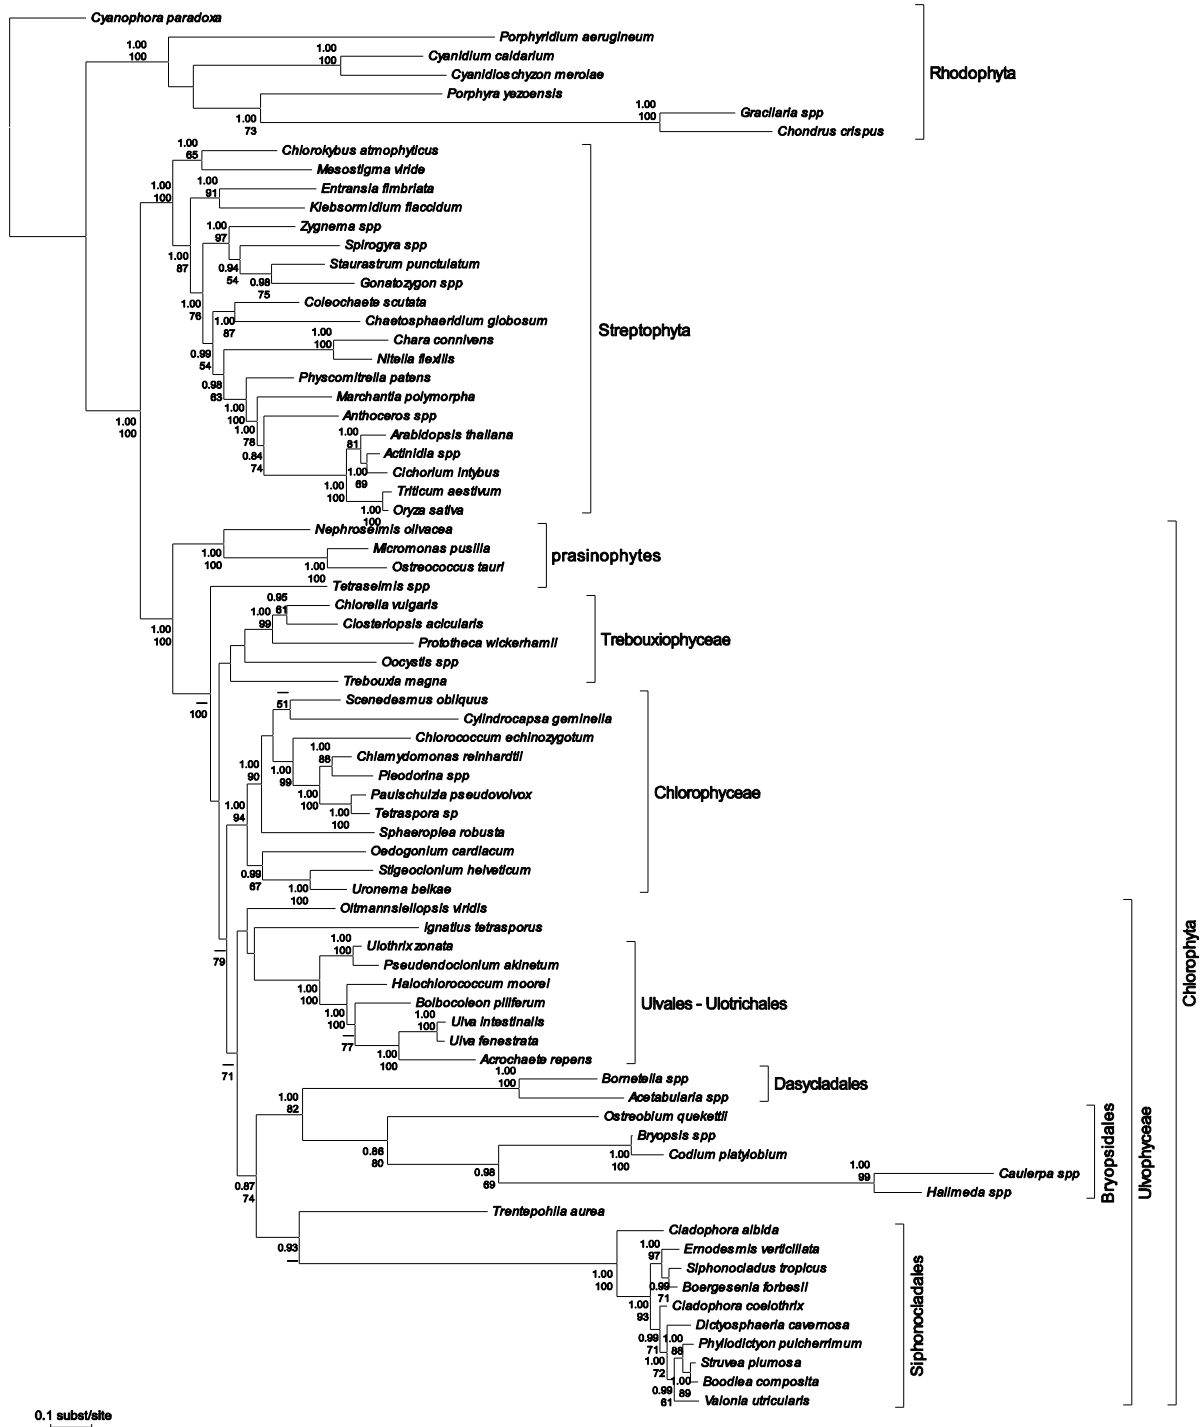 Cyanophora paradoxa
Porphyridium aerugineum
1.00
100
1.00
100
Cyanidium caldarium
Cyanidioschyzon merolae
Rhodophyta
Porphyra yezoensis
1.00
73
1.00
100
Gracilaria spp
Chondrus crispus
1.00
65
Chlorokybus atmophyticus
Mesostigma viride
1.00
100
1.00
91
Entransia fimbriata
Klebsormidium flaccidum
1.00
87
1.00
97
Zygnema spp
Spirogyra spp
0.94
54
Staurastrum punctulatum
0.98
75
Gonatozygon spp
1.00
76
Coleochaete scutata
1.00
87
Chaetosphaeridium globosum
Streptophyta
1.00
100
Chara connivens
Nitella flexilis
0.99
54
Physcomitrella patens
0.98
63
Marchantia polymorpha
1.00
100
Anthoceros spp
1.00
78
1.00
81
Arabidopsis thaliana
Actinidia spp
0.84
74
1.00
69
Cichorium intybus
1.00
100
Triticum aestivum
1.00
100
Oryza sativa
1.00
100
Nephroselmis olivacea
1.00
100
Micromonas pusilla
1.00
100
Ostreococcus tauri
prasinophytes
Tetraselmis spp
0.95
61
Chlorella vulgaris
1.00
99
Closteriopsis acicularis
Prototheca wickerhamii
Trebouxiophyceae
Oocystis spp
Trebouxia magna
1.00
100
—
100
—
51
Scenedesmus obliquus
Cylindrocapsa geminella
Chlorococcum echinozygotum
1.00
99
1.00
88
Chlamydomonas reinhardtii
Pleodorina spp
1.00
90
1.00
100
Paulschulzia pseudovolvox
1.00
100
Tetraspora sp
Chlorophyceae
1.00
94
Sphaeroplea robusta
Oedogonium cardiacum
0.99
67
Stigeoclonium helveticum
1.00
100
Uronema belkae
Oltmannsiellopsis viridis
Ignatius tetrasporus
—
79
1.00
100
Ulothrix zonata
Pseudendoclonium akinetum
1.00
100
Halochlorococcum moorei
1.00
100
Bolbocoleon piliferum
1.00
100
Ulva intestinalis
—
77
Ulva fenestrata
1.00
100
Acrochaete repens
Ulvales - Ulotrichales
—
71
1.00
100
Bornetella spp
Acetabularia spp
Dasycladales
1.00
82
Ostreobium quekettii
0.86
80
Bryopsis spp
1.00
100
Codium platylobium
0.98
69
1.00
99
Caulerpa spp
Halimeda spp
Bryopsidales
0.87
74
Trentepohlia aurea
0.93
—
Cladophora albida
1.00
100
1.00
97
Ernodesmis verticillata
Siphonocladus tropicus
0.99
71
Boergesenia forbesii
1.00
93
Cladophora coelothrix
0.99
71
Dictyosphaeria cavernosa
1.00
88
Phyllodictyon pulcherrimum
1.00
72
Struvea plumosa
1.00
89
Boodlea composita
0.99
61
Valonia utricularis
Siphonocladales
Ulvophyceae
Chlorophyta
0.1 subst/site